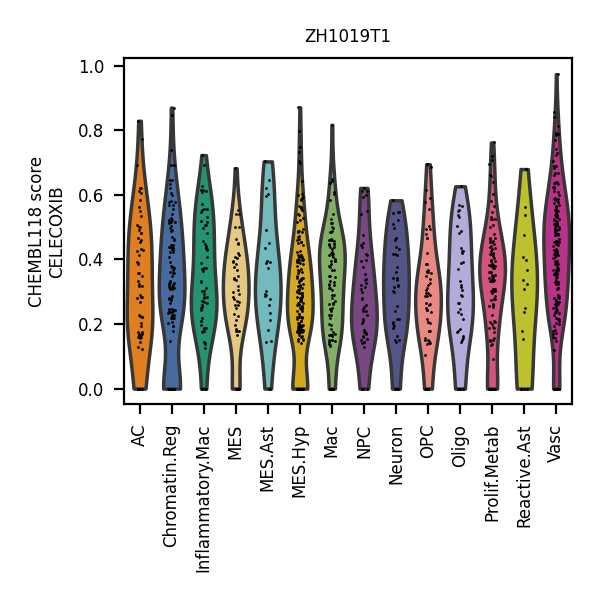 ZH1019T1
CHEMBL118 score
CELECOXIB
1.0
0.8
0.6
0.4
0.2
0.0
AC
Chromatin.Reg
Inflammatory.Mac
MES
MES.Ast
MES.Hyp
Mac
NPC
Neuron
OPC
Oligo
Prolif.Metab
Reactive.Ast
Vasc